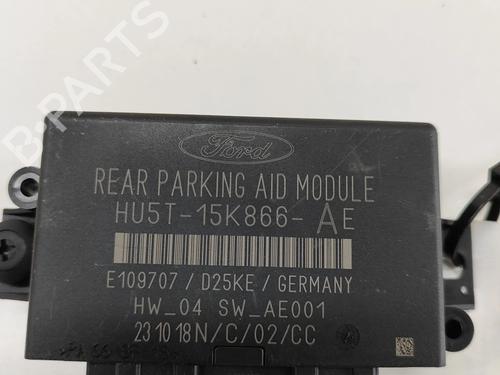 Ford
REAR PARKING AID MODULE
HU5T-15K866-AE
E109707 / D25KE / GERMANY
HW_04 SW_AE001
231018N/C/02/CC
B-PARTS